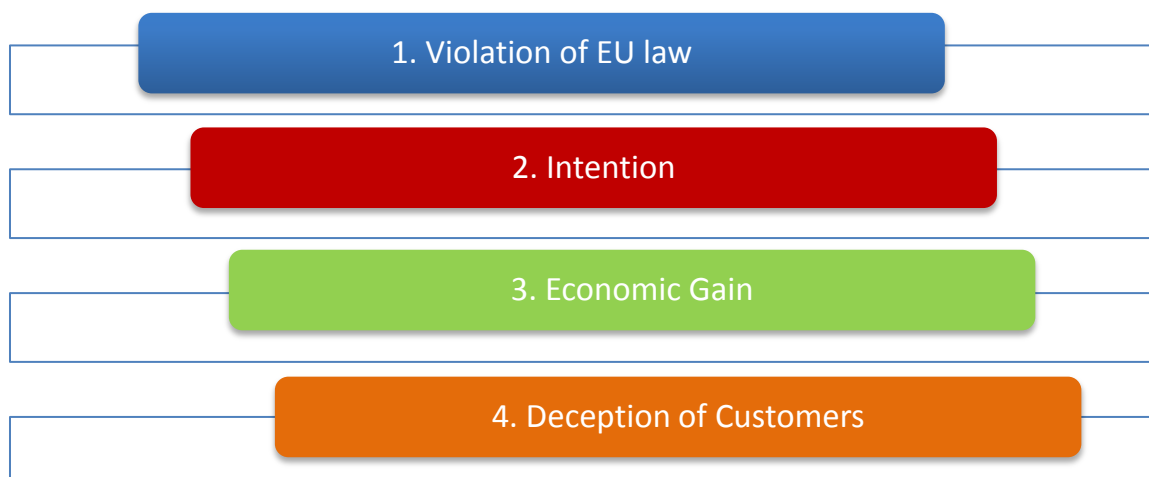 1. Violation of EU law
2. Intention
3. Economic Gain
4. Deception of Customers